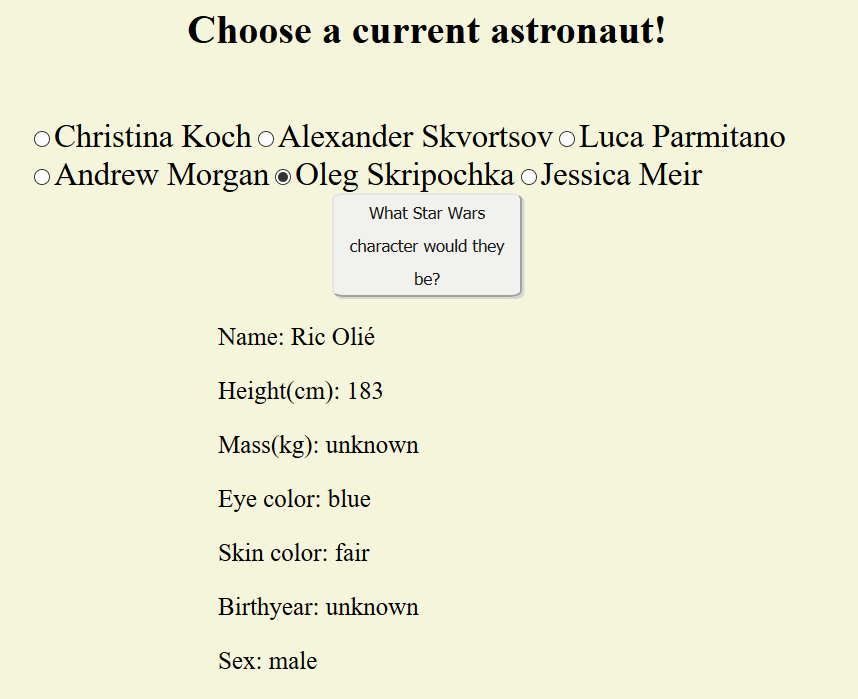 Choose a current astronaut!
Christina Koch Alexander Skvortsov Luca Parmitano
Andrew Morgan Oleg Skripochka Jessica Meir
What Star Wars
character would they
be?
Name: Ric Olié
Height(cm): 183
Mass(kg): unknown
Eye color: blue
Skin color: fair
Birthyear: unknown
Sex: male